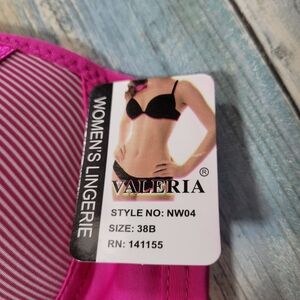 WOMEN'S LINGERIE
VALERIA®
STYLE NO: NW04
SIZE: 38B
RN: 141155